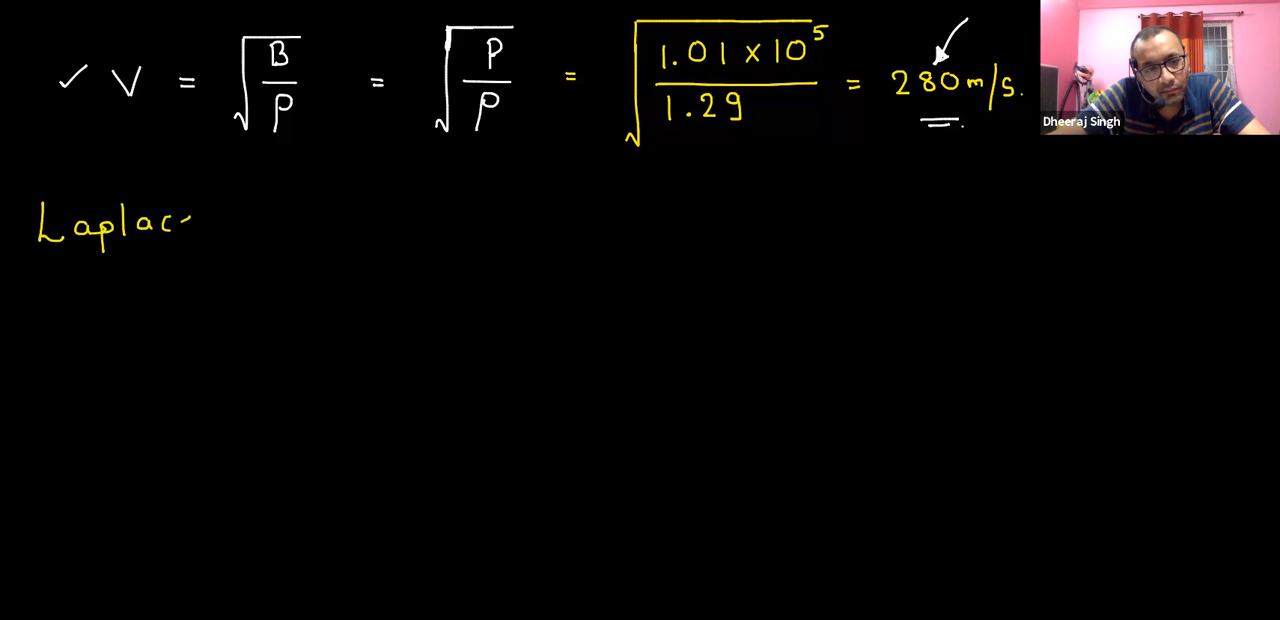 ✓ V = √(B/ρ) = √(P/ρ) = √(1.01 × 10⁵/1.29) = 280 m/s.
Dheeraj Singh
Laplac